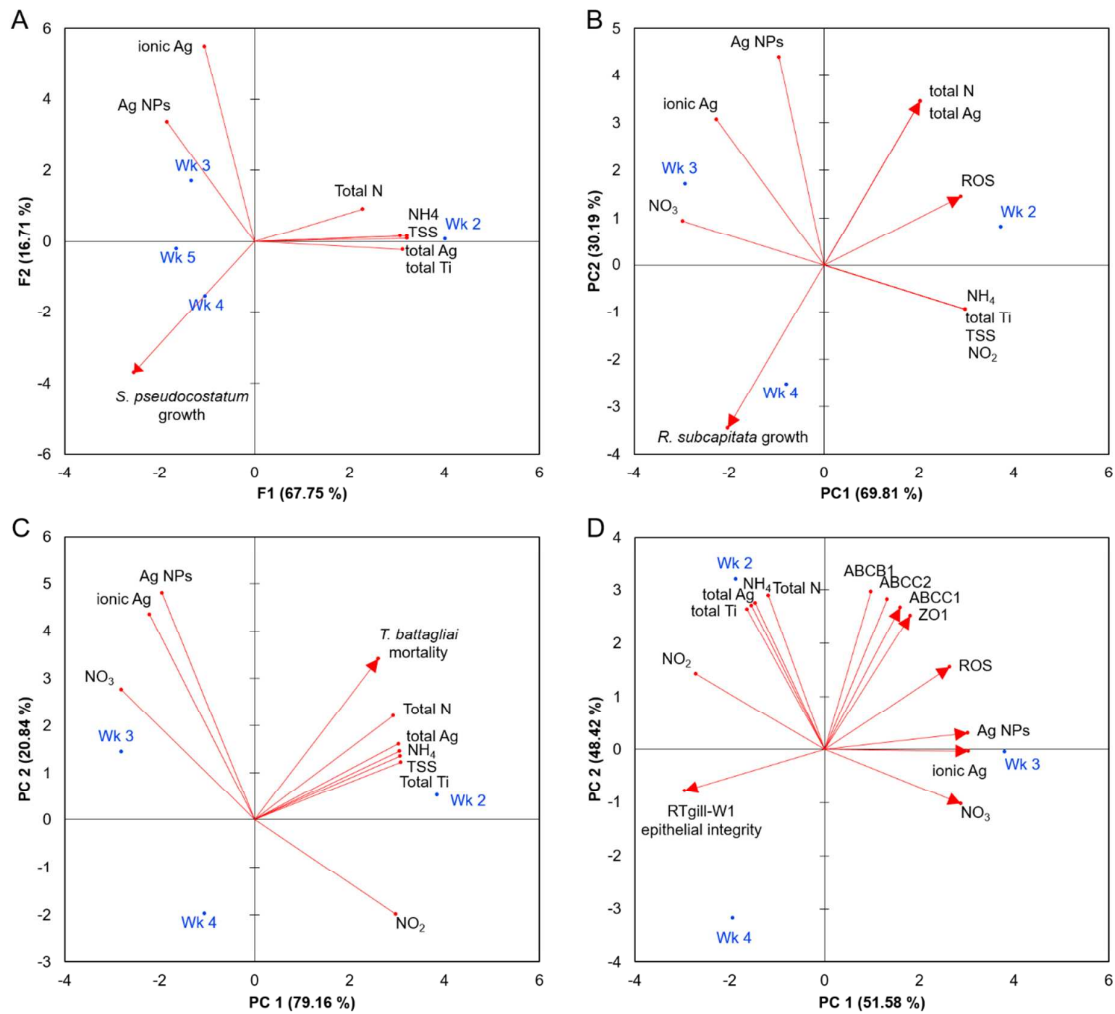 A
6
5
4
3
2
1
0
-1
-2
-3
-4
-6
ionic Ag
Ag NPs
Wk 3
Total N
NH4
TSS
Wk 2
total Ag
total Ti
Wk 5
Wk 4
S. pseudocostatum
growth
F2 (16.71 %)
-4
-2
0
2
4
6
F1 (67.75 %)
B
5
4
3
2
1
0
-1
-2
-3
-4
Ag NPs
total N
total Ag
ionic Ag
Wk 3
ROS
NO3
Wk 2
NH4
total Ti
TSS
NO2
Wk 4
R. subcapitata growth
PC2 (30.19 %)
-4
-2
0
2
4
6
PC1 (69.81 %)
C
6
5
4
3
2
1
0
-1
-2
-3
Ag NPs
ionic Ag
T. battagliai
mortality
NO3
Total N
total Ag
Wk 3
NH4
TSS
Total Ti
Wk 2
Wk 4
NO2
PC 2 (20.84 %)
-4
-2
0
2
4
6
PC 1 (79.16 %)
D
4
3
2
1
0
-1
-2
-3
-4
Wk 2
ABCB1
NH4 Total N
ABCC2
total Ag
ABCC1
total Ti
ZO1
NO2
ROS
Ag NPs
ionic Ag
Wk 3
RTgill-W1
epithelial integrity
NO3
Wk 4
PC 2 (48.42 %)
-4
-2
0
2
4
6
PC 1 (51.58 %)